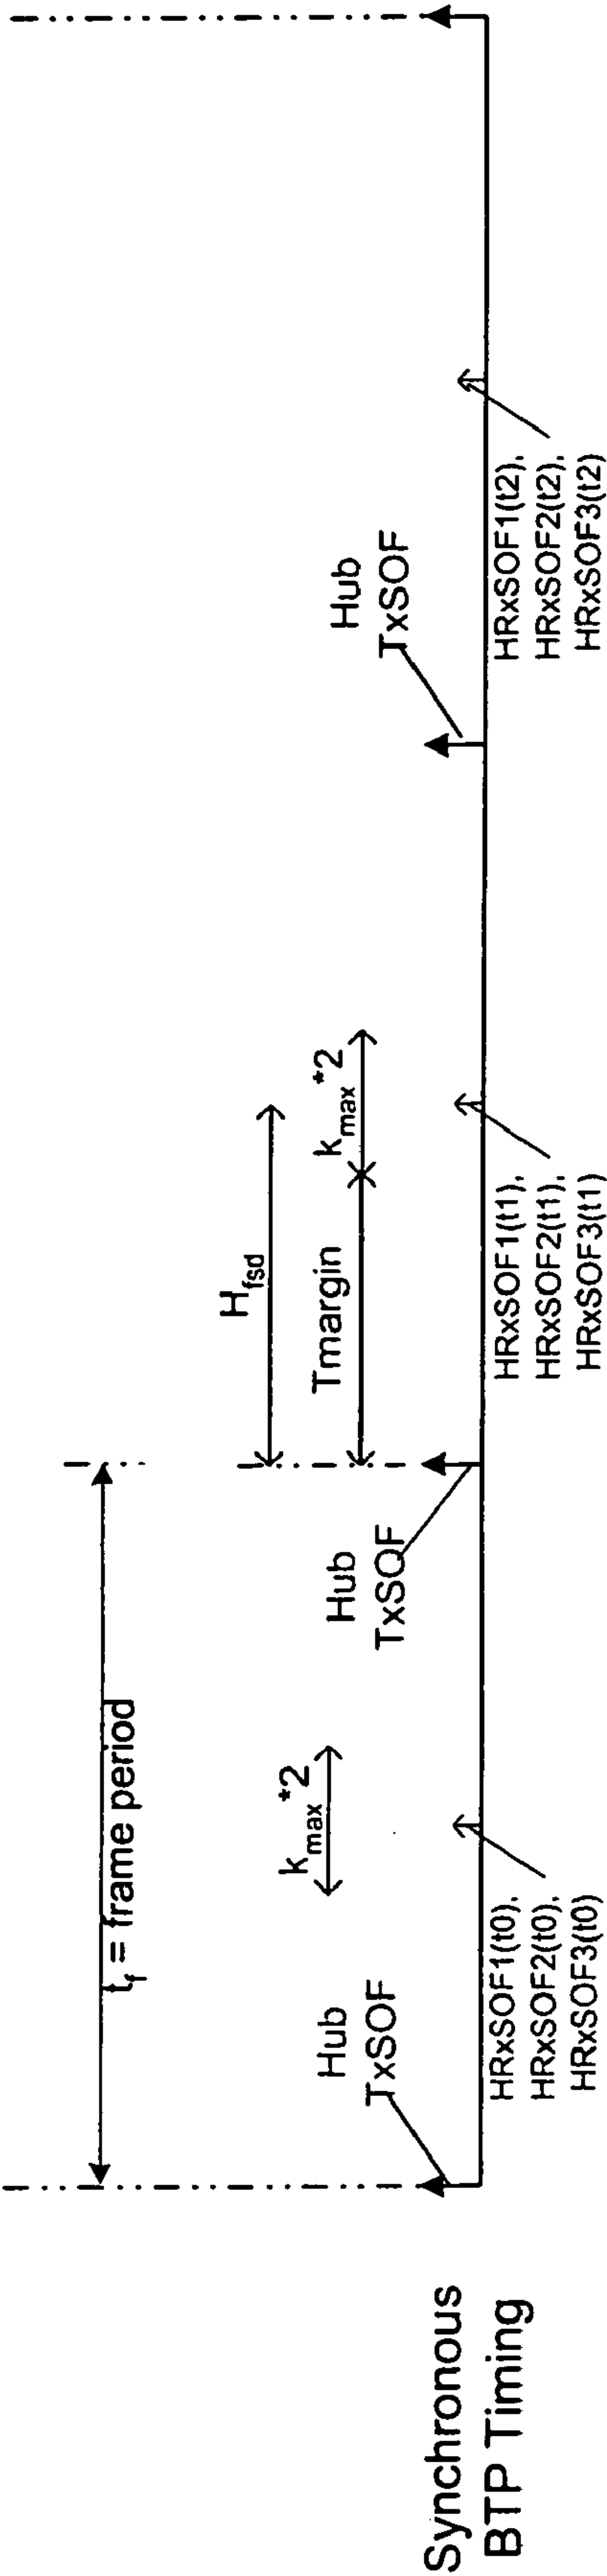 Synchronous
BTP Timing
t_f = frame period
Hub
TxSOF
k_max*2
HRxSOF1(t0),
HRxSOF2(t0),
HRxSOF3(t0)
Hub
TxSOF
H_fsd
Tmargin
k_max*2
HRxSOF1(t1),
HRxSOF2(t1),
HRxSOF3(t1)
Hub
TxSOF
HRxSOF1(t2),
HRxSOF2(t2),
HRxSOF3(t2)